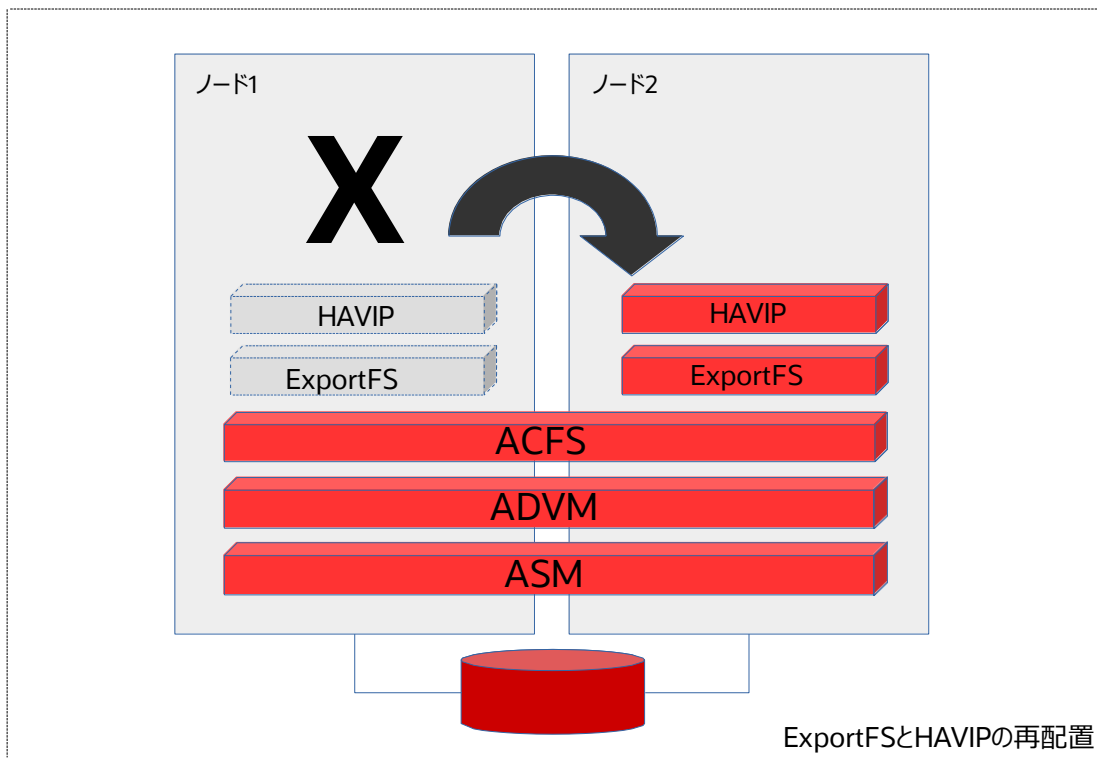 ノード1
ノード2
X
HAVIP
HAVIP
ExportFS
ExportFS
ACFS
ADVM
ASM
ExportFSとHAVIPの再配置